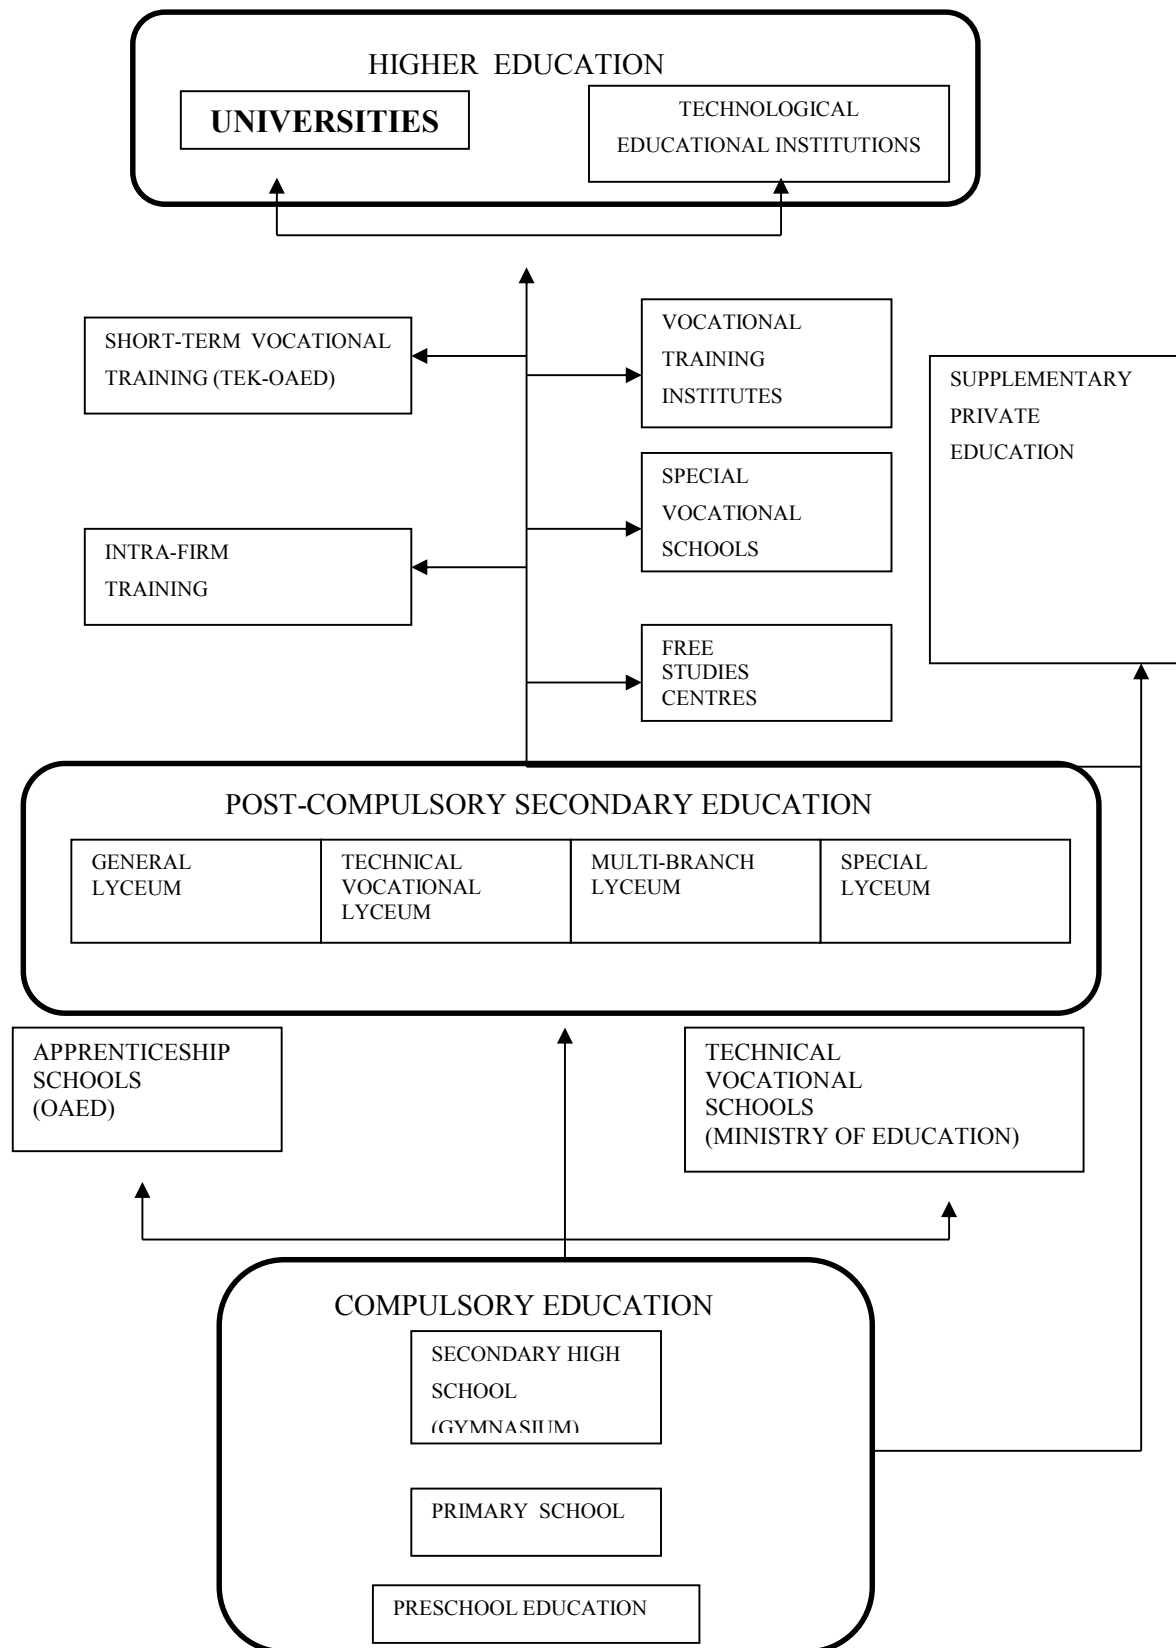 HIGHER EDUCATION
UNIVERSITIES
TECHNOLOGICAL
EDUCATIONAL INSTITUTIONS
SHORT-TERM VOCATIONAL
TRAINING (TEK-OAED)
VOCATIONAL
TRAINING
INSTITUTES
SUPPLEMENTARY
PRIVATE
EDUCATION
SPECIAL
VOCATIONAL
SCHOOLS
INTRA-FIRM
TRAINING
FREE
STUDIES
CENTRES
POST-COMPULSORY SECONDARY EDUCATION
GENERAL
LYCEUM
TECHNICAL
VOCATIONAL
LYCEUM
MULTI-BRANCH
LYCEUM
SPECIAL
LYCEUM
APPRENTICESHIP
SCHOOLS
(OAED)
TECHNICAL
VOCATIONAL
SCHOOLS
(MINISTRY OF EDUCATION)
COMPULSORY EDUCATION
SECONDARY HIGH
SCHOOL
(GYMNASIUM)
PRIMARY SCHOOL
PRESCHOOL EDUCATION